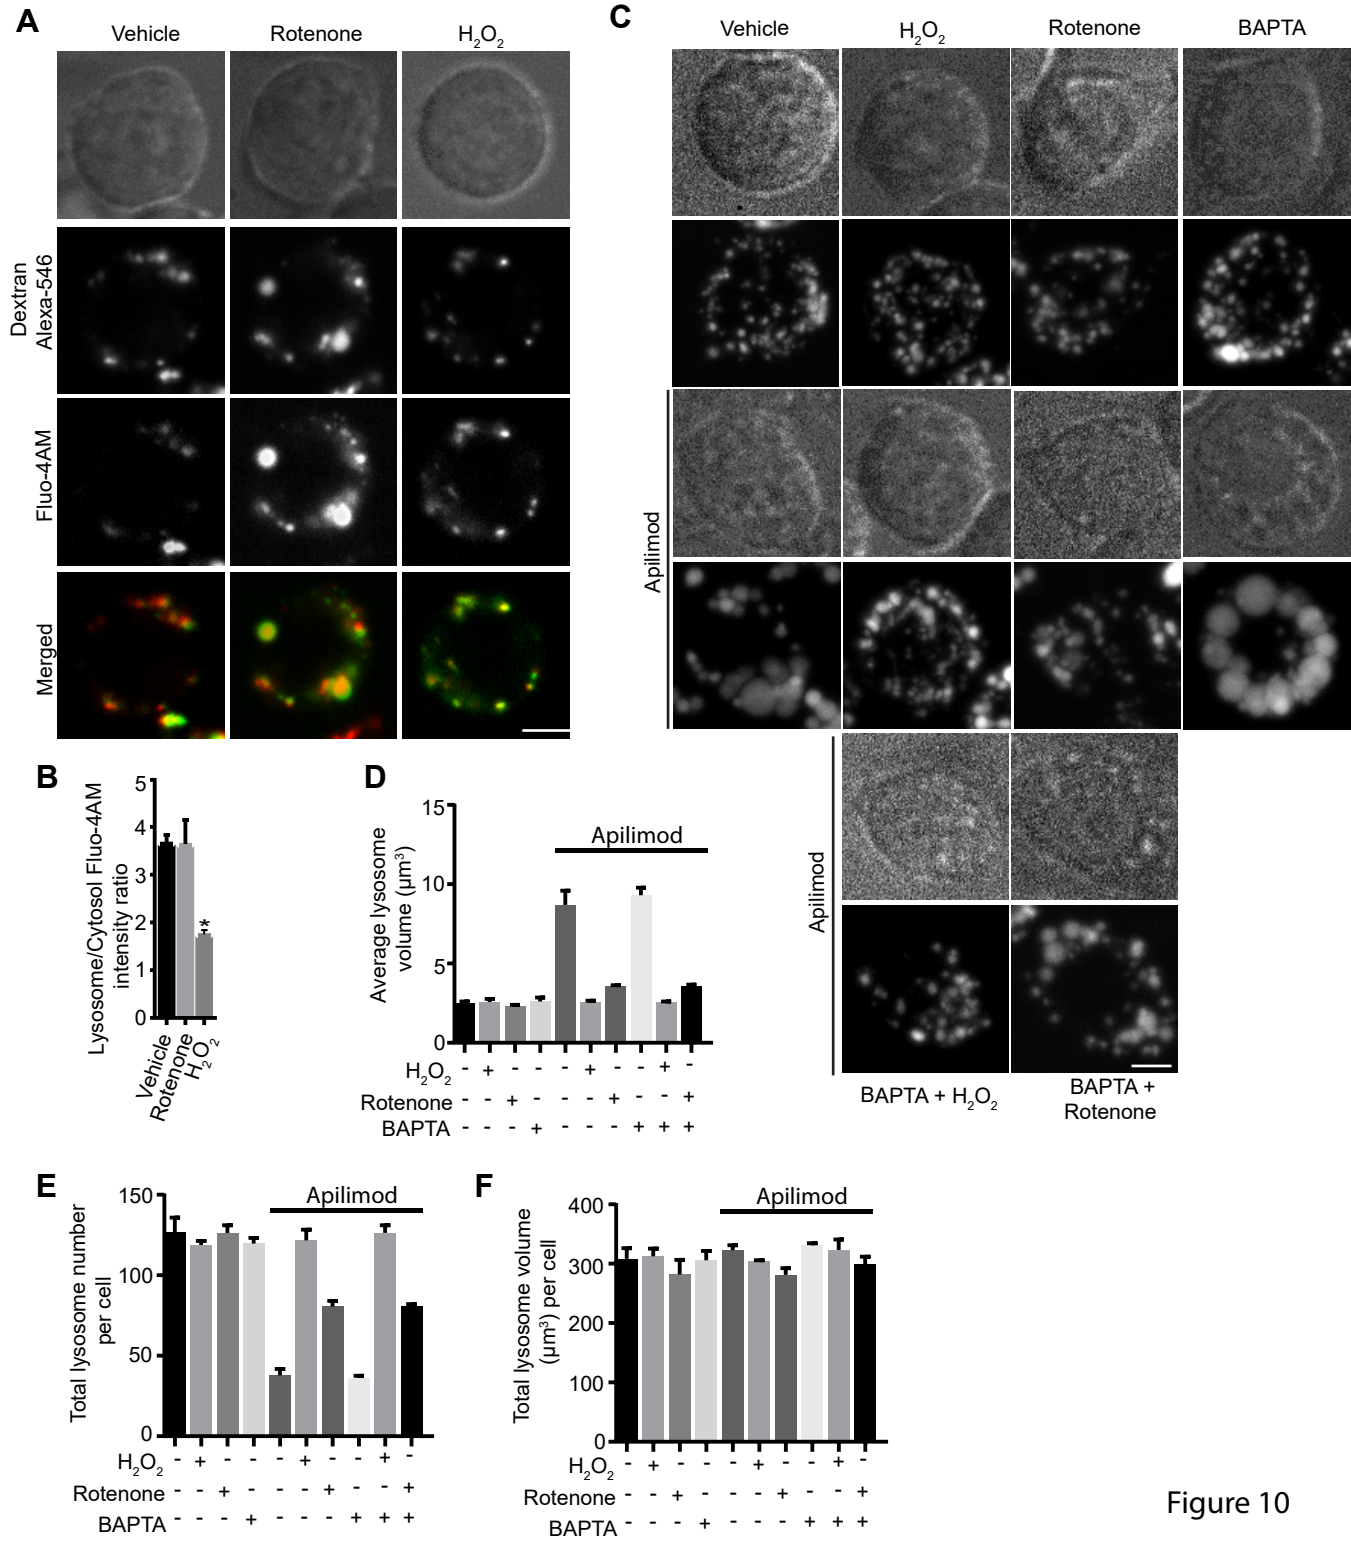 A
Vehicle
Rotenone
H2O2
Dextran
Alexa-546
Fluo-4AM
Merged
C
Vehicle
H2O2
Rotenone
BAPTA
Apilimod
Apilimod
BAPTA + H2O2
BAPTA +
Rotenone
B
Lysosome/Cytosol Fluo-4AM
intensity ratio
5
4
3
2
1
0
*
Vehicle
Rotenone
H2O2
D
Average lysosome
volume (µm³)
15
10
5
0
Apilimod
H2O2 - + - - - + - - + -
Rotenone - - + - - - + - - +
BAPTA - - - + - - - + + +
E
Total lysosome number
per cell
150
100
50
0
Apilimod
H2O2 - + - - - + - - + -
Rotenone - - + - - - + - - +
BAPTA - - - + - - - + + +
F
Total lysosome volume
(µm³) per cell
400
300
200
100
0
Apilimod
H2O2 - + - - - + - - + -
Rotenone - - + - - - + - - +
BAPTA - - - + - - - + + +
Figure 10